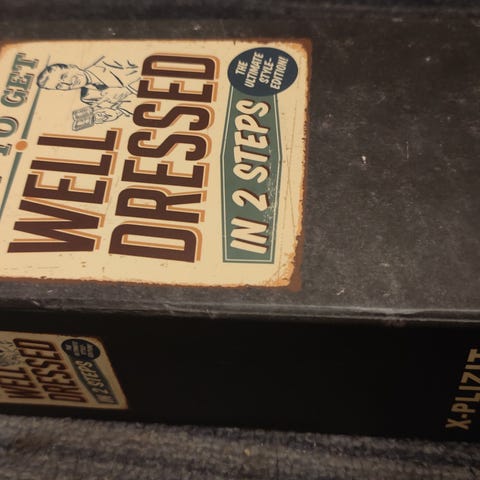 TO GET
WELL
DRESSED
IN 2 STEPS
THE
ULTIMATE
STYLE-
EDITION!
WELL
DRESSED
IN 2 STEPS
X-PLIZIT